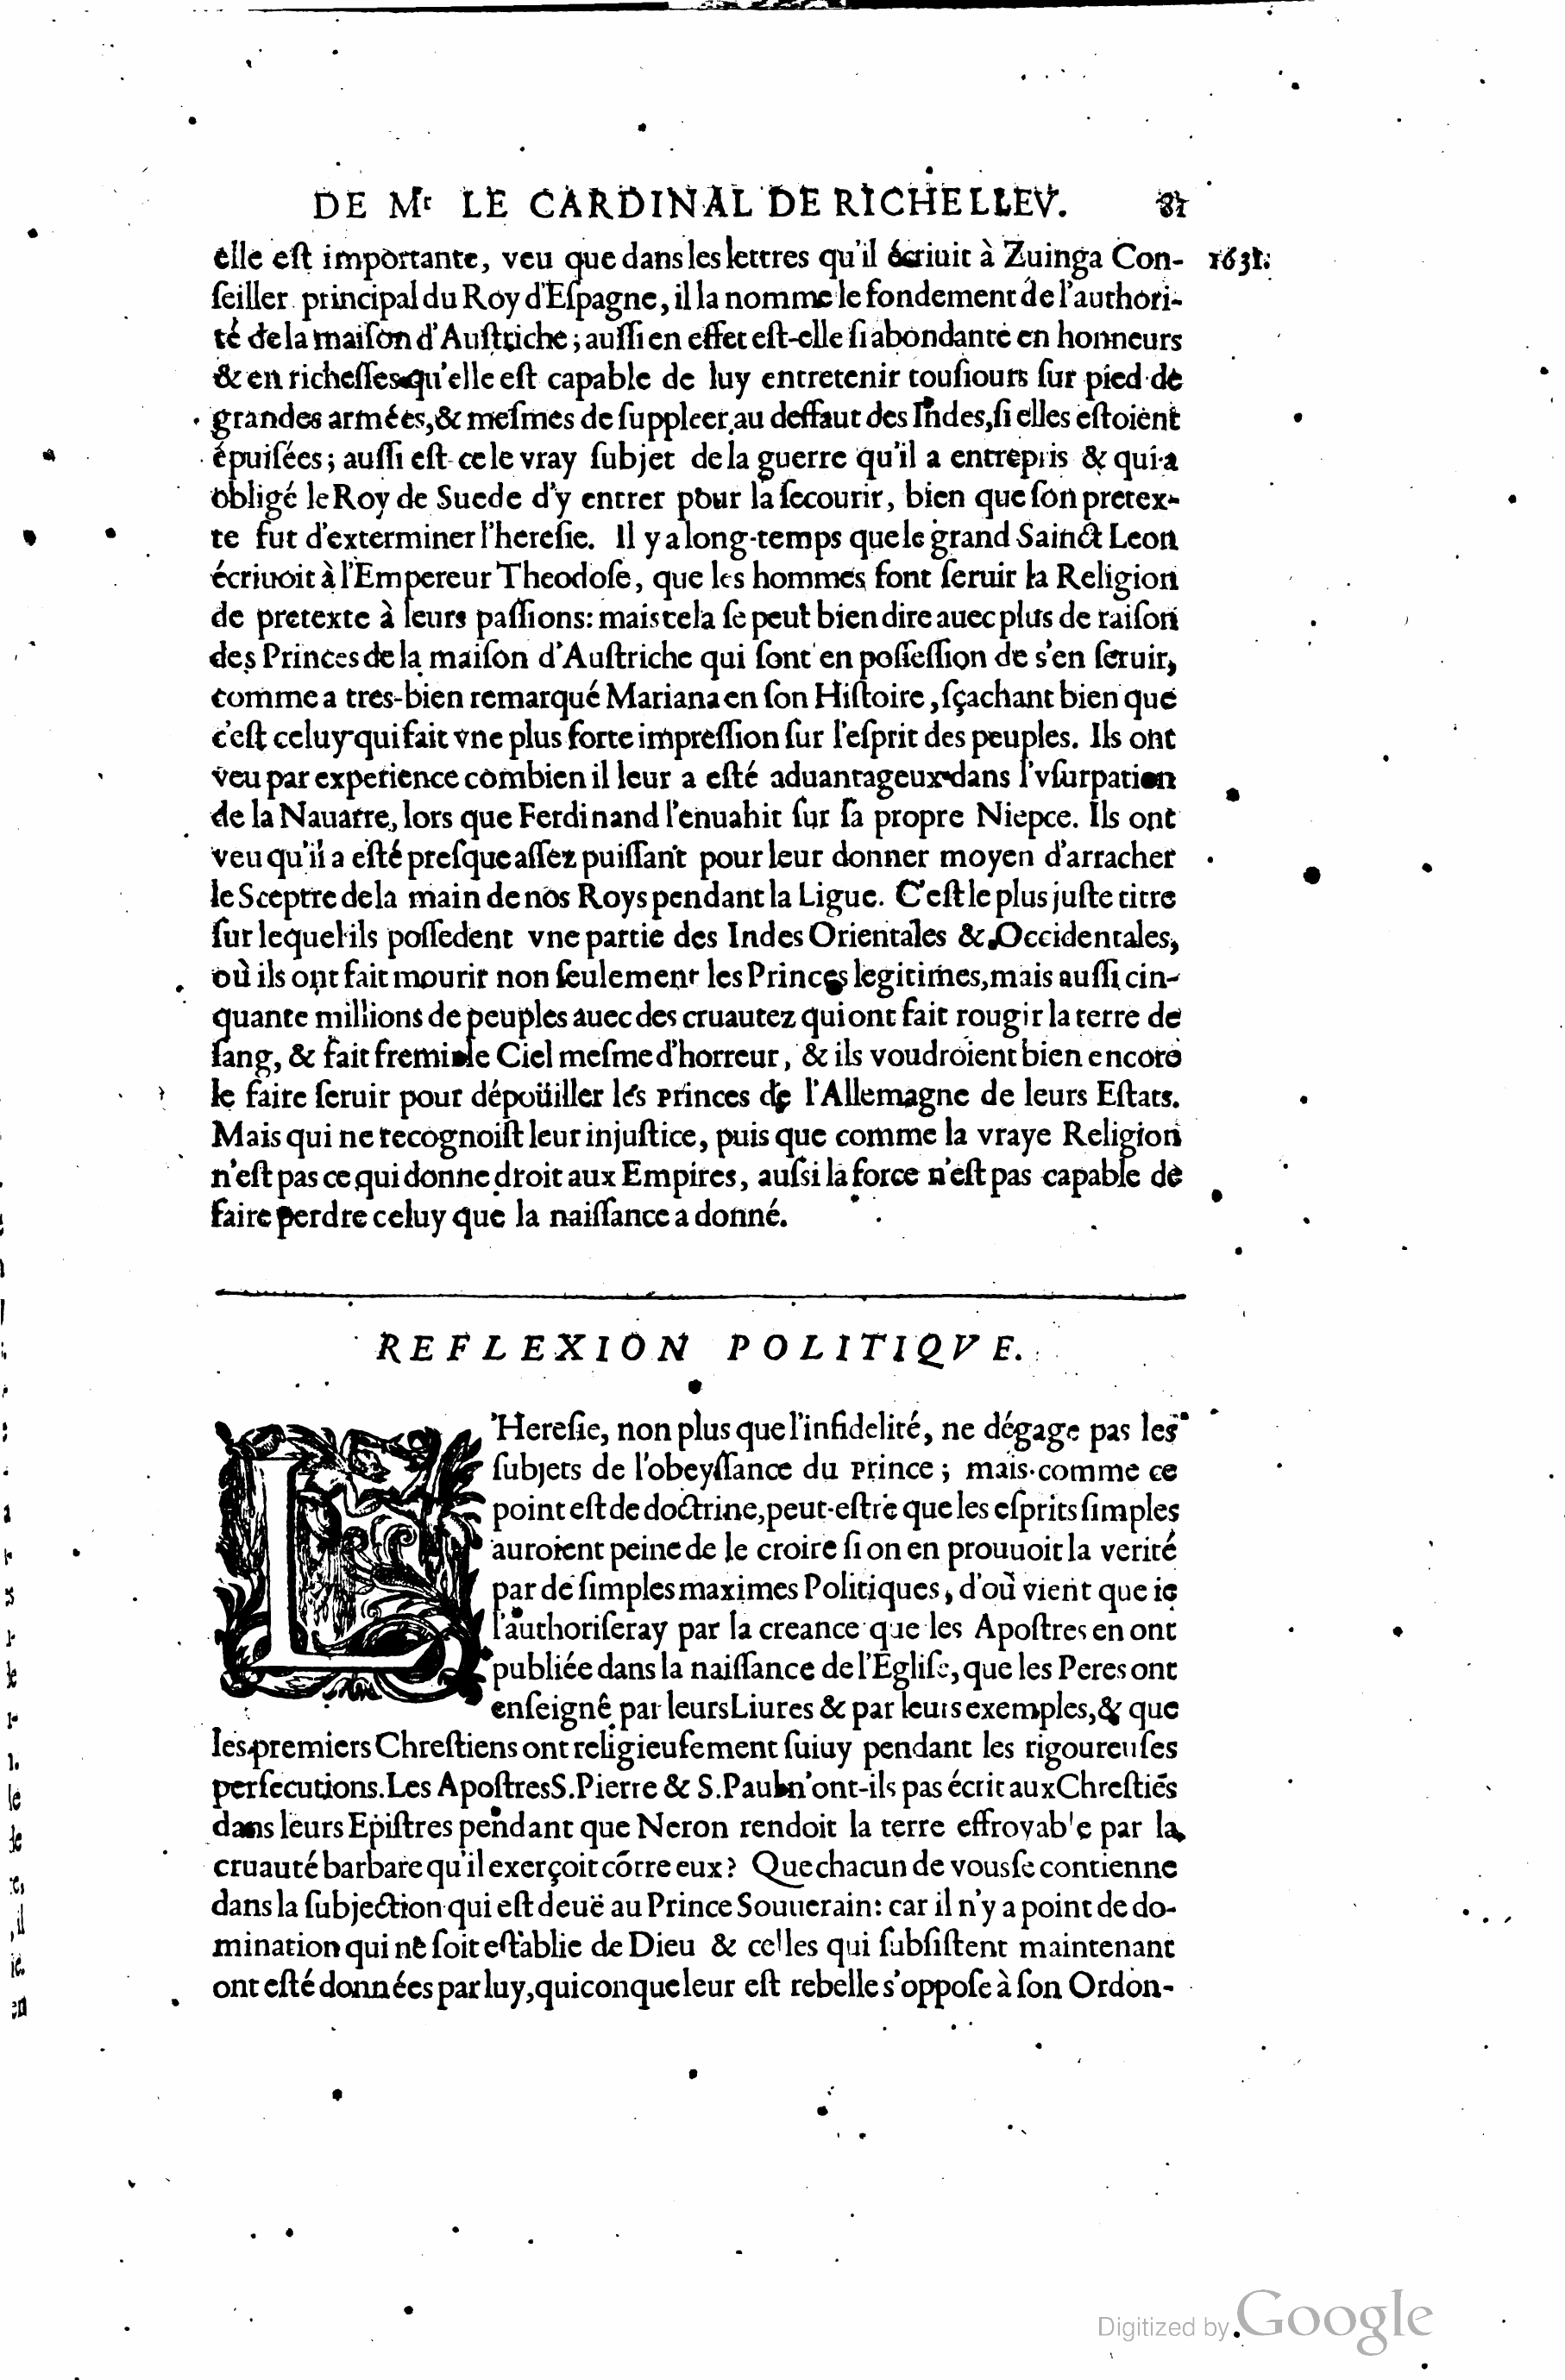 DE Mr LE CARDINAL DE RICHELLEV. 81
elle eſt importante, veu que dans les lettres qu'il écriuit à Zuinga Con- 1631.
ſeiller principal du Roy d'Eſpagne, il la nomme le fondement de l'authori-
té de la maiſon d'Auſtriche; auſſi en effet eſt-elle ſi abondante en honneurs
& en richeſſes qu'elle eſt capable de luy entretenir touſiours ſur pied de
grandes armées, & meſmes de ſuppleer au deffaut des Indes, ſi elles eſtoient
épuiſées; auſſi eſt-ce le vray ſubjet de la guerre qu'il a entrepris & qui a
obligé le Roy de Suede d'y entrer pour la ſecourir, bien que ſon pretex-
te fut d'exterminer l'hereſie. Il y a long-temps que le grand Sainct Leon
écriuoit à l'Empereur Theodoſe, que les hommes font ſeruir la Religion
de pretexte à leurs paſſions: mais cela ſe peut bien dire auec plus de raiſon
des Princes de la maiſon d'Auſtriche qui ſont en poſſeſſion de s'en ſeruir,
comme a tres-bien remarqué Mariana en ſon Hiſtoire, ſçachant bien que
c'eſt celuy qui fait vne plus forte impreſſion ſur l'eſprit des peuples. Ils ont
veu par experience combien il leur a eſté aduantageux dans l'vſurpation
de la Nauarre, lors que Ferdinand l'enuahit ſur ſa propre Niepce. Ils ont
veu qu'il a eſté preſque aſſez puiſſant pour leur donner moyen d'arracher
le Sceptre de la main de nos Roys pendant la Ligue. C'eſt le plus juſte titre
ſur lequel ils poſſedent vne partie des Indes Orientales & Occidentales,
où ils ont fait mourir non ſeulement les Princes legitimes, mais auſſi cin-
quante millions de peuples auec des cruautez qui ont fait rougir la terre de
ſang, & fait fremir le Ciel meſme d'horreur, & ils voudroient bien encore
le faire ſeruir pour dépoüiller les Princes de l'Allemagne de leurs Eſtats.
Mais qui ne recognoiſt leur injuſtice, puis que comme la vraye Religion
n'eſt pas ce qui donne droit aux Empires, auſsi la force n'eſt pas capable de
faire perdre celuy que la naiſſance a donné.
REFLEXION POLITIQVE.
L'Hereſie, non plus que l'infidelité, ne dégage pas les
ſubjets de l'obeyſſance du Prince; mais comme ce
point eſt de doctrine, peut-eſtre que les eſprits ſimples
auroient peine de le croire ſi on en prouuoit la verité
par de ſimples maximes Politiques, d'où vient que ie
l'authoriſeray par la creance que les Apoſtres en ont
publiée dans la naiſſance de l'Egliſe, que les Peres ont
enſeigné par leurs Liures & par leurs exemples, & que
les premiers Chreſtiens ont religieuſement ſuiuy pendant les rigoureuſes
perſecutions. Les Apoſtres S. Pierre & S. Paul n'ont-ils pas écrit aux Chreſtiēs
dans leurs Epiſtres pendant que Neron rendoit la terre effroyable par la
cruauté barbare qu'il exerçoit cōtre eux? Que chacun de vous ſe contienne
dans la ſubjection qui eſt deuë au Prince Souuerain: car il n'y a point de do-
mination qui ne ſoit eſtablie de Dieu & celles qui ſubſiſtent maintenant
ont eſté données par luy, quiconque leur eſt rebelle s'oppoſe à ſon Ordon-
Digitized by Google